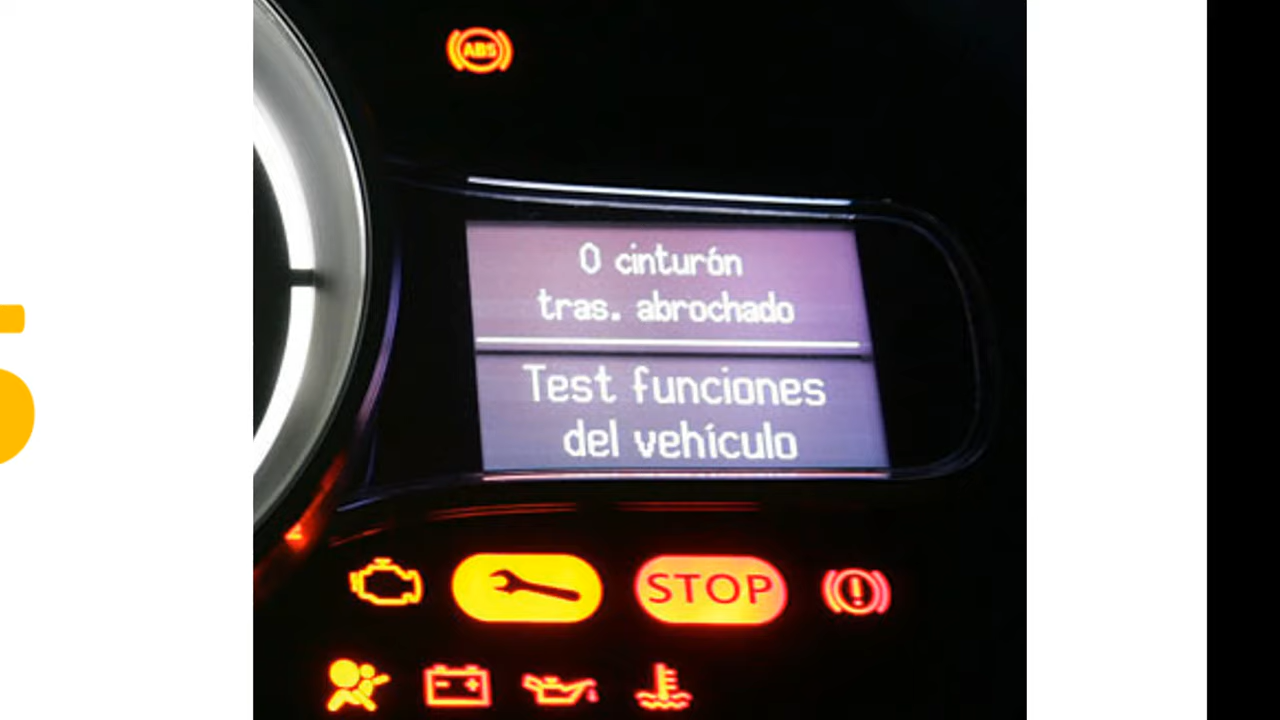 ABS
0 cinturón
tras. abrochado
Test funciones
del vehículo
STOP